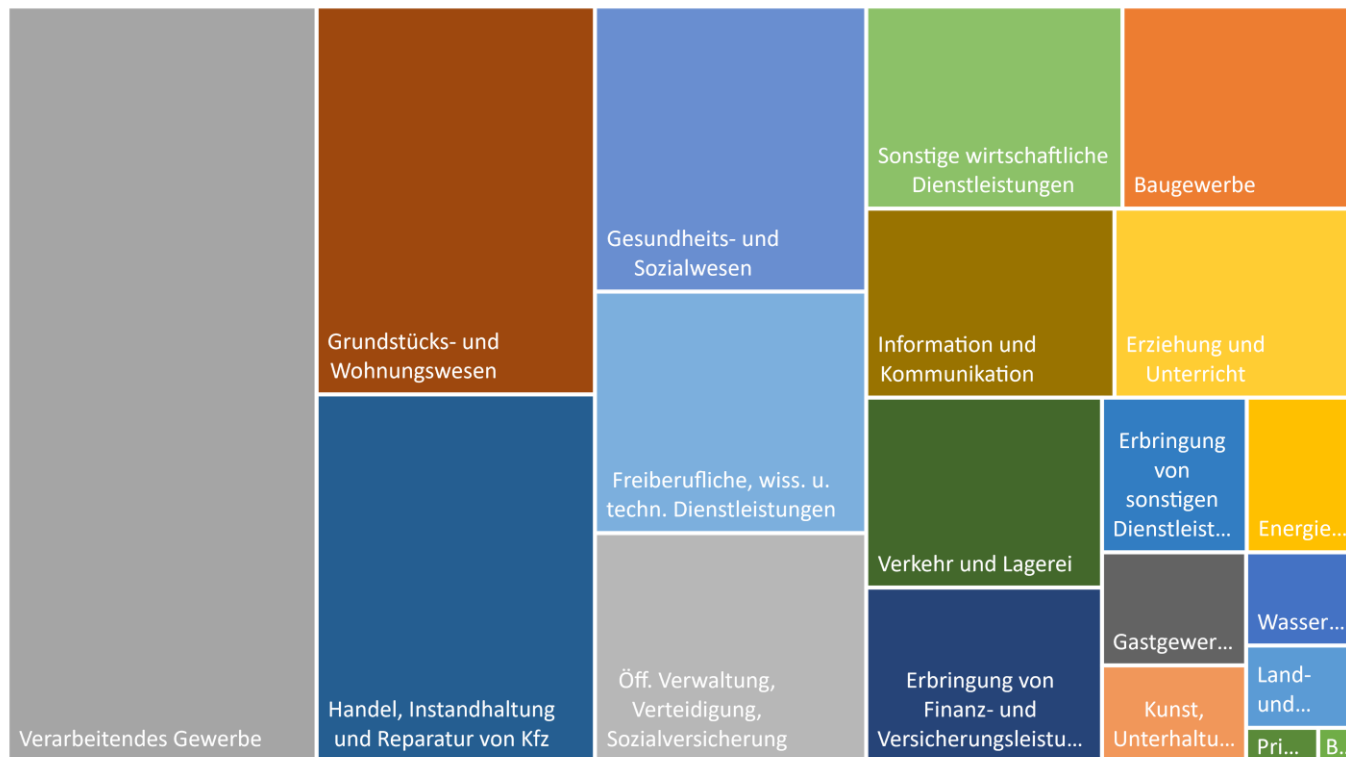 Verarbeitendes Gewerbe
Grundstücks- und
Wohnungswesen
Handel, Instandhaltung
und Reparatur von Kfz
Gesundheits- und
Sozialwesen
Freiberufliche, wiss. u.
techn. Dienstleistungen
Öff. Verwaltung,
Verteidigung,
Sozialversicherung
Sonstige wirtschaftliche
Dienstleistungen
Baugewerbe
Information und
Kommunikation
Erziehung und
Unterricht
Verkehr und Lagerei
Erbringung von
Finanz- und
Versicherungsleistu...
Erbringung
von
sonstigen
Dienstleist...
Energie...
Gastgewer...
Wasser...
Kunst,
Unterhaltu...
Land-
und...
Pri...
B...